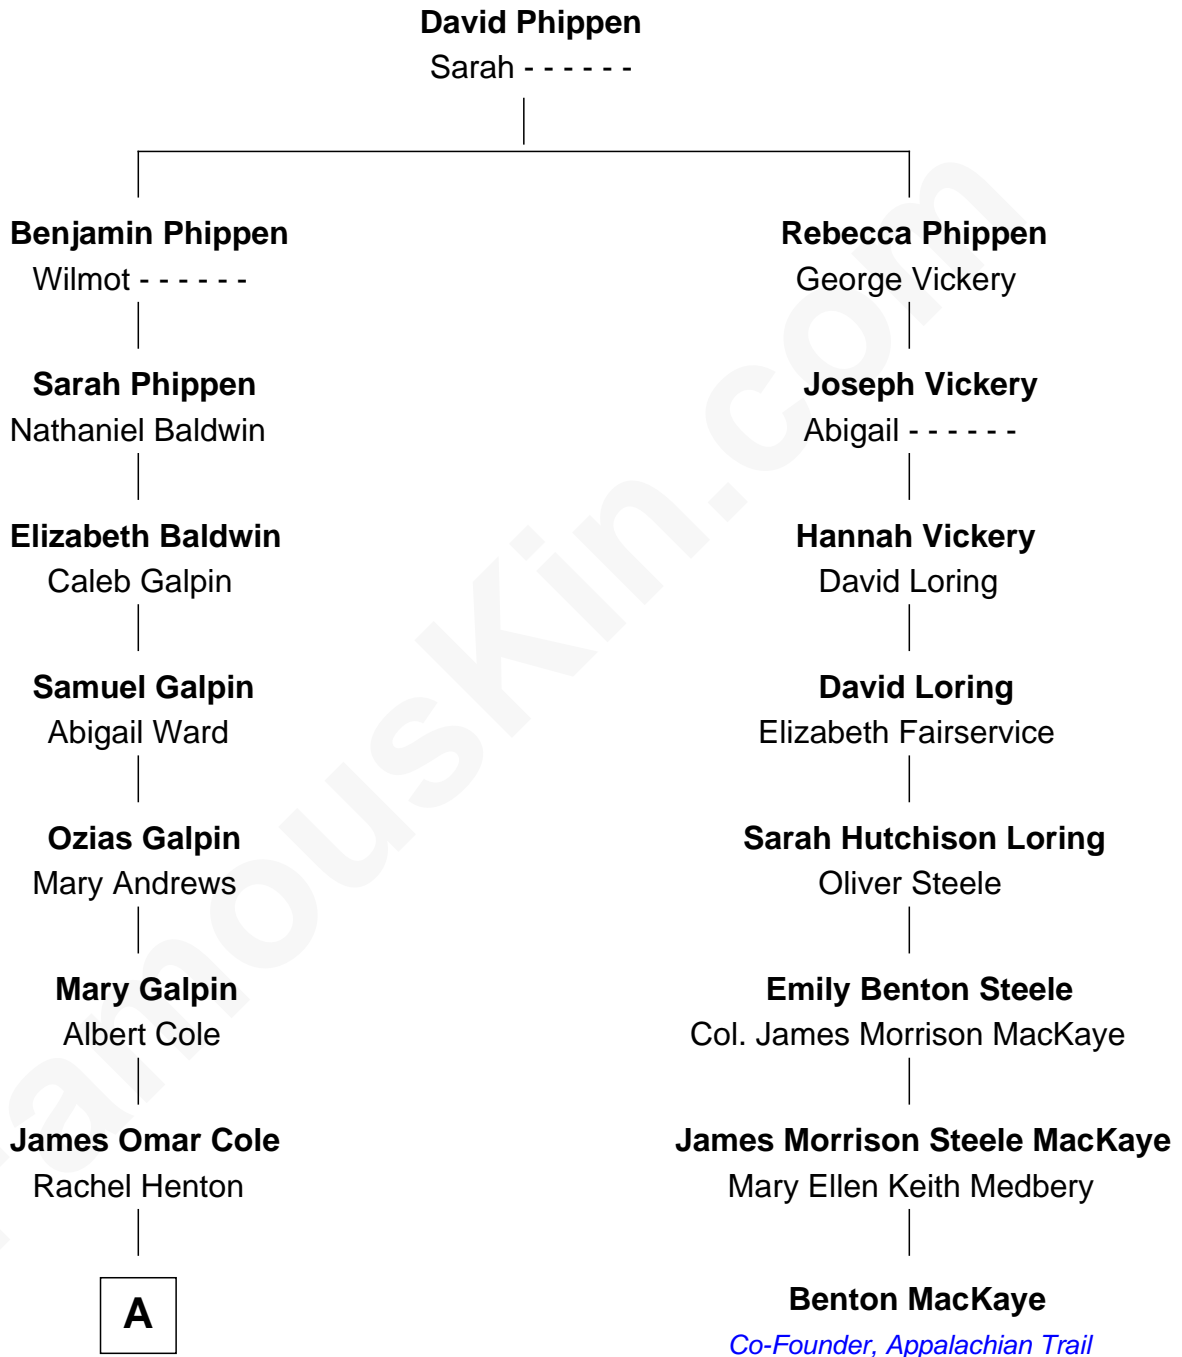 David Phippen
Sarah - - - - - -
Benjamin Phippen
Wilmot - - - - - -
Sarah Phippen
Nathaniel Baldwin
Elizabeth Baldwin
Caleb Galpin
Samuel Galpin
Abigail Ward
Ozias Galpin
Mary Andrews
Mary Galpin
Albert Cole
James Omar Cole
Rachel Henton
A
Rebecca Phippen
George Vickery
Joseph Vickery
Abigail - - - - - -
Hannah Vickery
David Loring
David Loring
Elizabeth Fairservice
Sarah Hutchison Loring
Oliver Steele
Emily Benton Steele
Col. James Morrison MacKaye
James Morrison Steele MacKaye
Mary Ellen Keith Medbery
Benton MacKaye
Co-Founder, Appalachian Trail
FamousKin.com